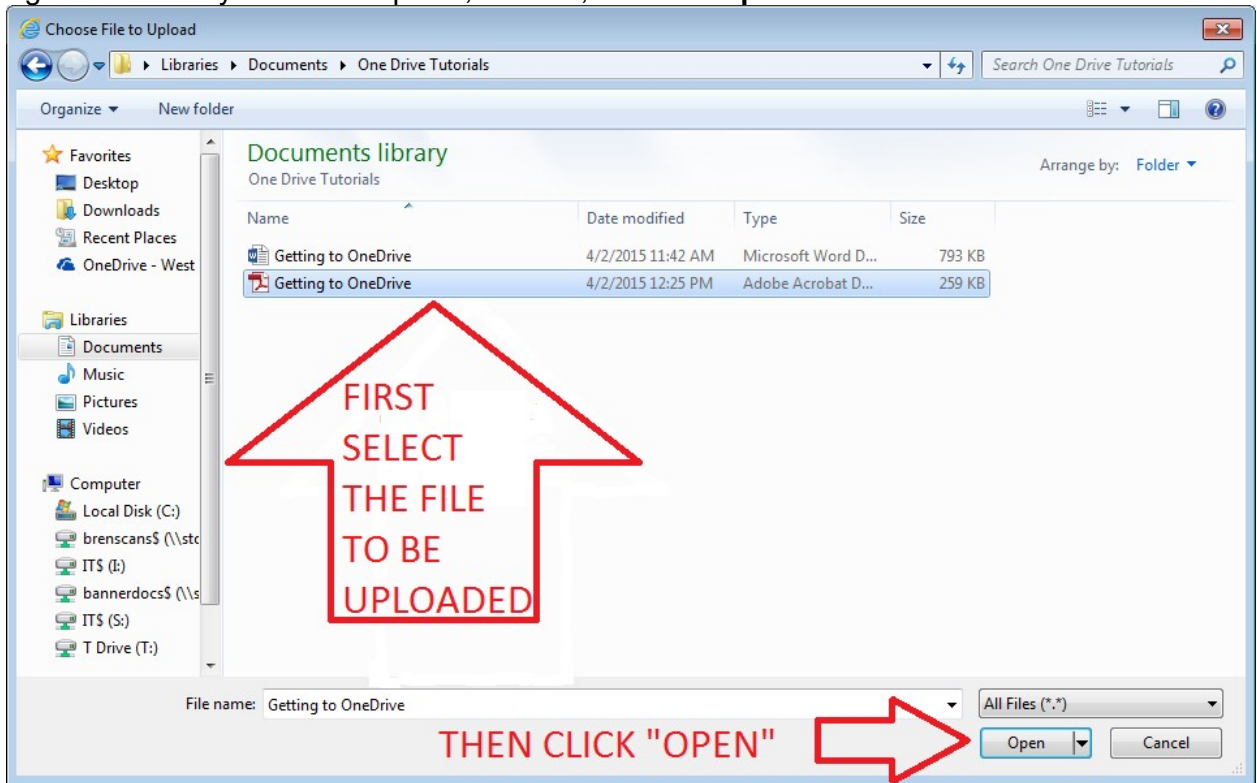 Choose File to Upload
Libraries Documents One Drive Tutorials Search One Drive Tutorials
Organize New folder
Favorites
Desktop
Downloads
Recent Places
OneDrive - West
Libraries
Documents
Music
Pictures
Videos
Computer
Local Disk (C:)
brenscans$ (\\stc
IT$ (I:)
bannerdocs$ (\\s
IT$ (S:)
T Drive (T:)
Documents library
One Drive Tutorials
Arrange by: Folder
Name Date modified Type Size
Getting to OneDrive 4/2/2015 11:42 AM Microsoft Word D... 793 KB
Getting to OneDrive 4/2/2015 12:25 PM Adobe Acrobat D... 259 KB
FIRST
SELECT
THE FILE
TO BE
UPLOADED
File name: Getting to OneDrive All Files (*.*)
THEN CLICK "OPEN"
Open Cancel